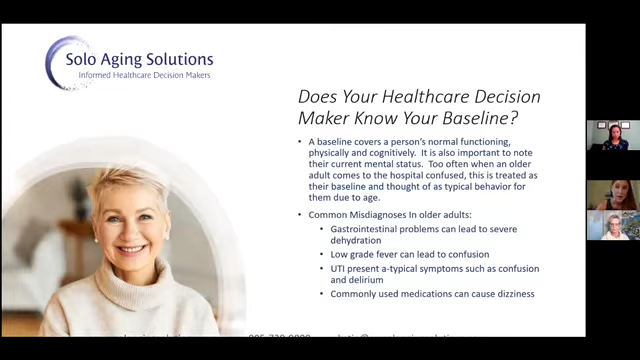 Solo Aging Solutions
Informed Healthcare Decision Makers
Does Your Healthcare Decision
Maker Know Your Baseline?
• A baseline covers a person's normal functioning,
physically and cognitively. It is also important to note
their current mental status. Too often when an older
adult comes to the hospital confused, this is treated as
their baseline and thought of as typical behavior for
them due to age.
• Common Misdiagnoses In older adults:
• Gastrointestinal problems can lead to severe
dehydration
• Low grade fever can lead to confusion
• UTI present a-typical symptoms such as confusion
and delirium
• Commonly used medications can cause dizziness